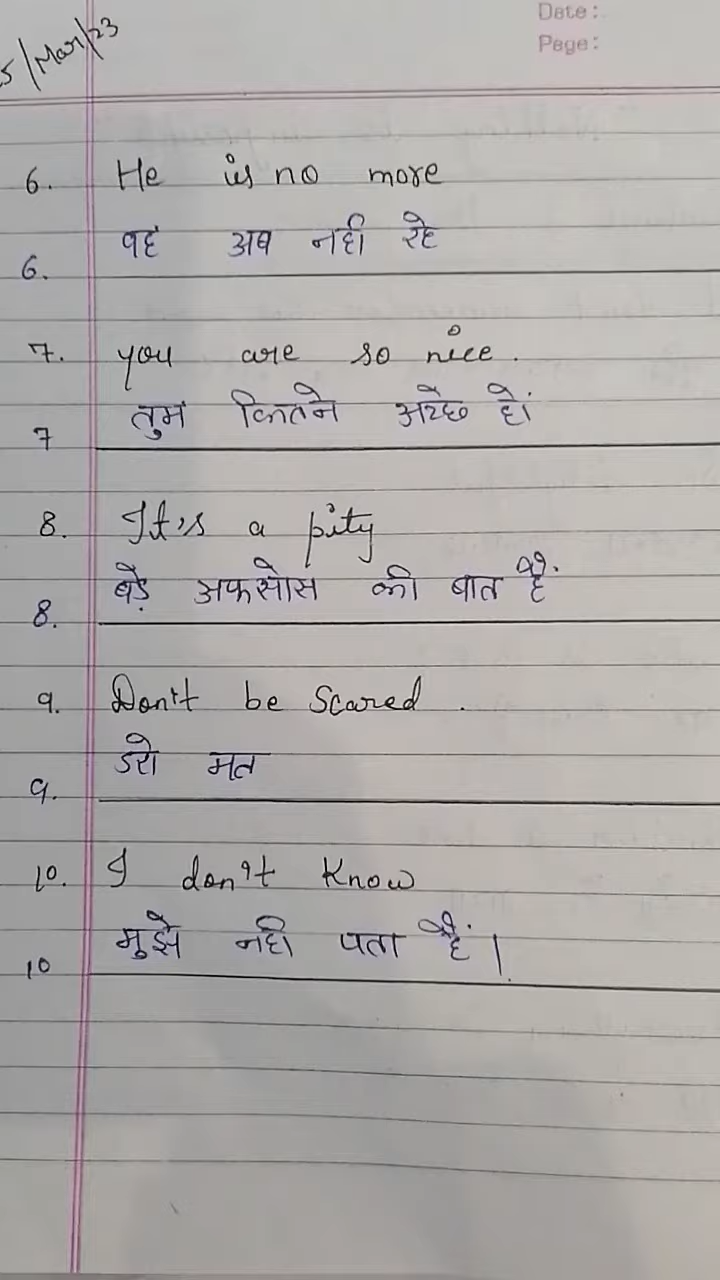 Date:
Page:
5/Mar/23
6. He is no more
6. वह अब नही रहे
7. you are so nice.
7 तुम कितने अच्छे हों
8. It's a pity
8. बड़े अफसोस की बात हैं
9. Don't be Scared.
9. डरो मत
10. I don't Know
10 मुझे नही पता हैं।